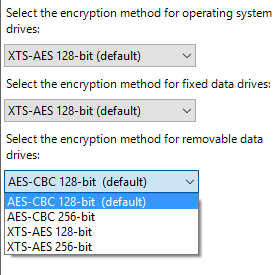 Select the encryption method for operating system
drives:
XTS-AES 128-bit (default)
Select the encryption method for fixed data drives:
XTS-AES 128-bit (default)
Select the encryption method for removable data
drives:
AES-CBC 128-bit  (default)
AES-CBC 128-bit  (default)
AES-CBC 256-bit
XTS-AES 128-bit
XTS-AES 256-bit